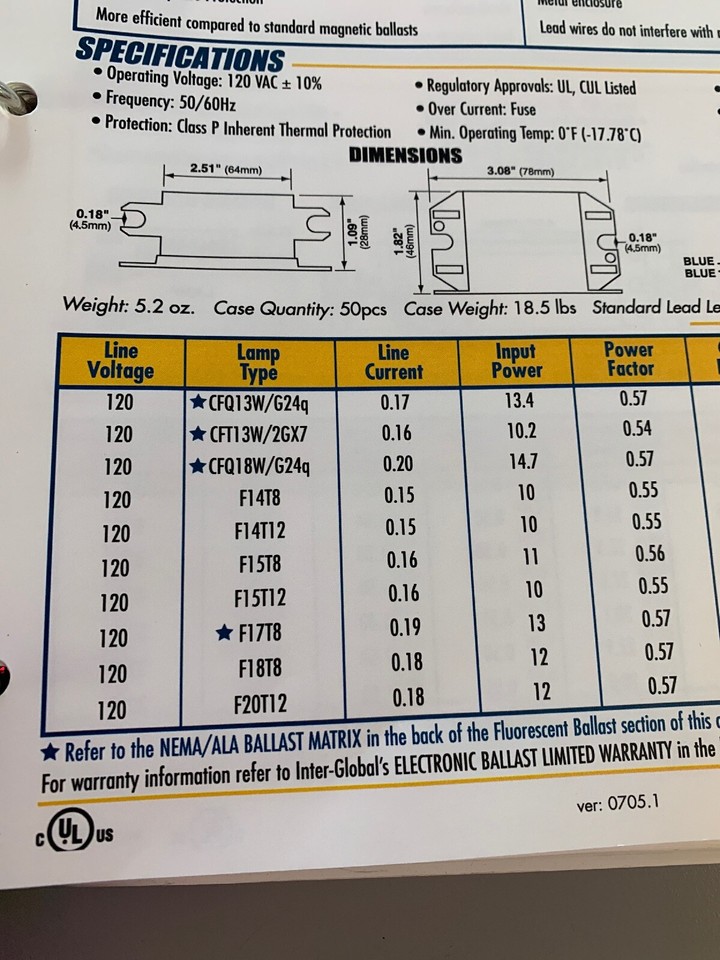 More efficient compared to standard magnetic ballasts
Lead wires do not interfere with
SPECIFICATIONS
• Operating Voltage: 120 VAC ± 10%
• Frequency: 50/60Hz
• Protection: Class P Inherent Thermal Protection
• Regulatory Approvals: UL, CUL Listed
• Over Current: Fuse
• Min. Operating Temp: 0˚F (-17.78˚C)
DIMENSIONS
2.51" (64mm)
0.18"
(4.5mm)
1.09"
(28mm)
3.08" (78mm)
1.82"
(46mm)
0.18"
(4.5mm)
BLUE
BLUE
Weight: 5.2 oz. Case Quantity: 50pcs Case Weight: 18.5 lbs Standard Lead Le
Line Voltage Lamp Type Line Current Input Power Power Factor
120 ★CFQ13W/G24q 0.17 13.4 0.57
120 ★CFT13W/2GX7 0.16 10.2 0.54
120 ★CFQ18W/G24q 0.20 14.7 0.57
120 F14T8 0.15 10 0.55
120 F14T12 0.15 10 0.55
120 F15T8 0.16 11 0.56
120 F15T12 0.16 10 0.55
120 ★ F17T8 0.19 13 0.57
120 F18T8 0.18 12 0.57
120 F20T12 0.18 12 0.57
★ Refer to the NEMA/ALA BALLAST MATRIX in the back of the Fluorescent Ballast section of this
For warranty information refer to Inter-Global's ELECTRONIC BALLAST LIMITED WARRANTY in the
ver: 0705.1
c UL US